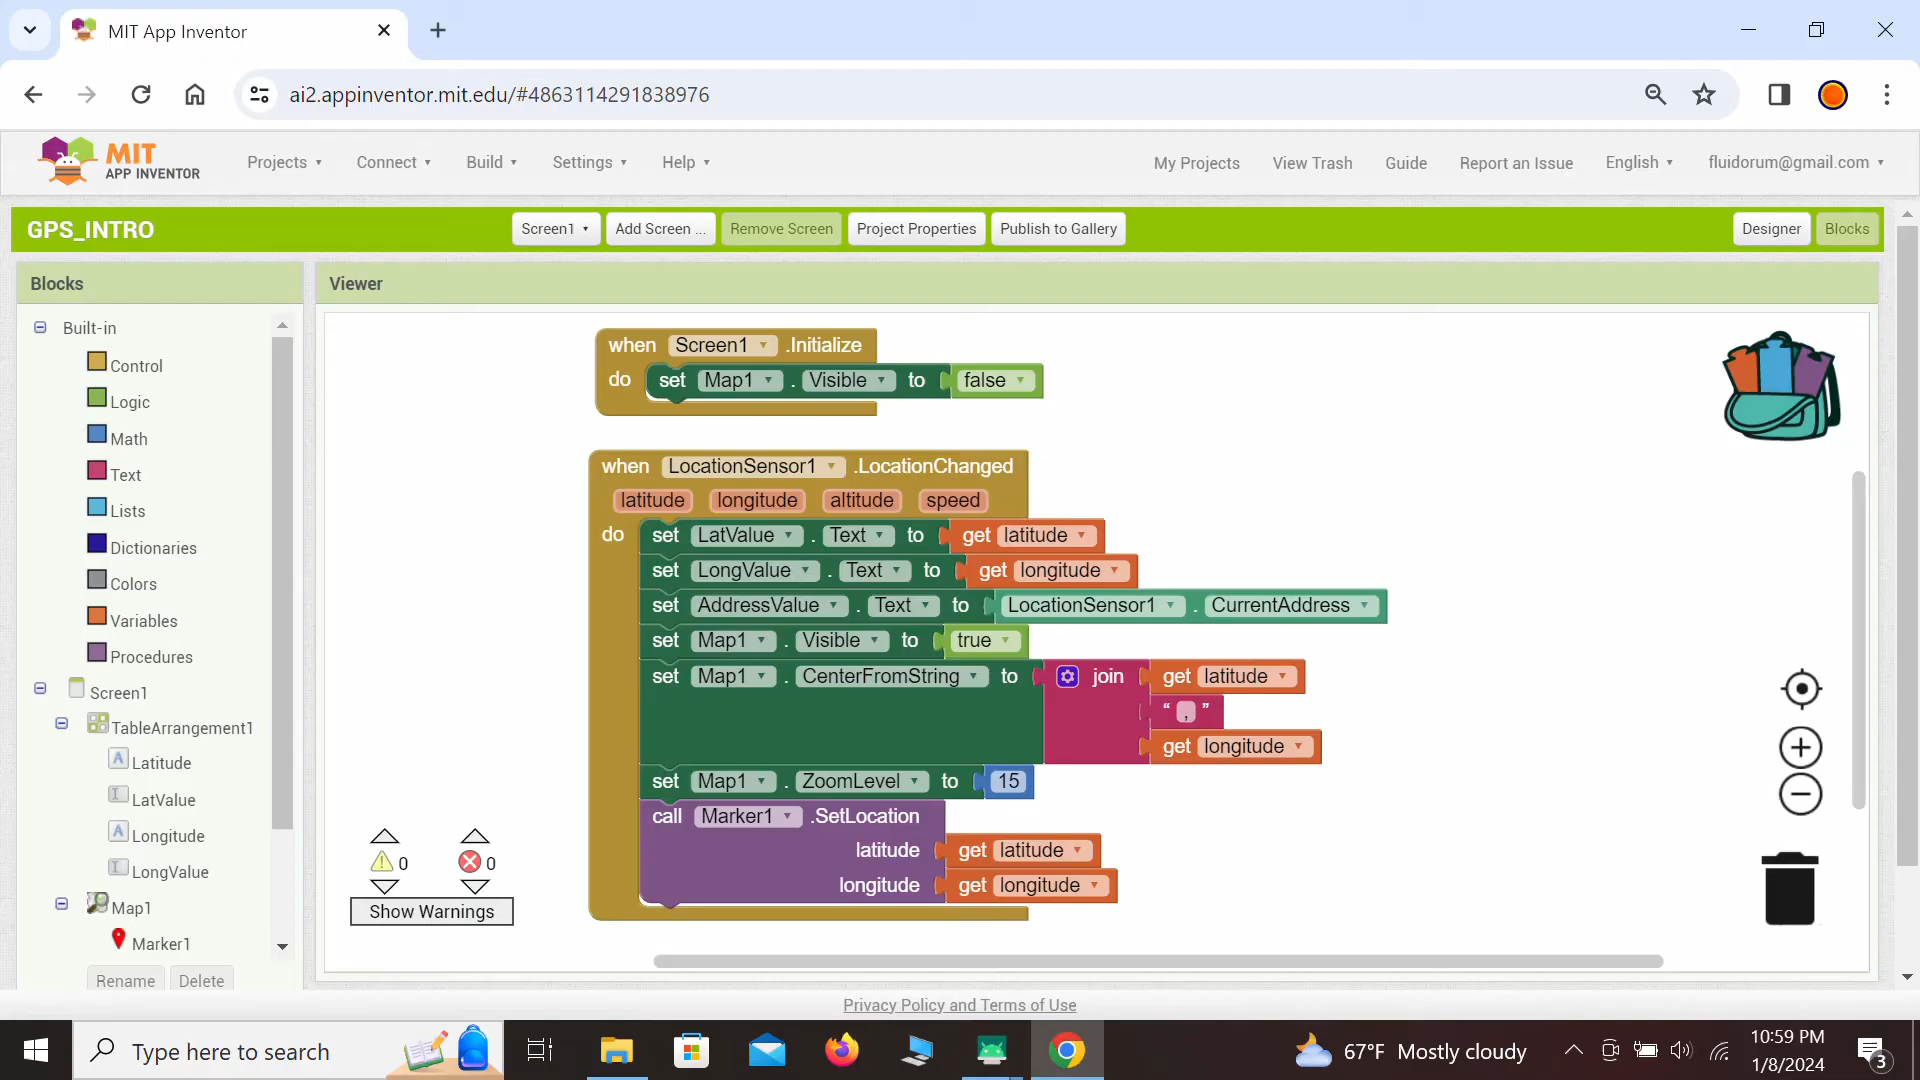 MIT App Inventor
ai2.appinventor.mit.edu/#4863114291838976
MIT
APP INVENTOR
Projects Connect Build Settings Help My Projects View Trash Guide Report an Issue English fluidorum@gmail.com
GPS_INTRO Screen1 Add Screen ... Remove Screen Project Properties Publish to Gallery Designer Blocks
Blocks
Built-in
Control
Logic
Math
Text
Lists
Dictionaries
Colors
Variables
Procedures
Screen1
TableArrangement1
A Latitude
LatValue
A Longitude
LongValue
Map1
Marker1
Rename Delete
Viewer
when Screen1 .Initialize
do set Map1 . Visible to false
when LocationSensor1 .LocationChanged
latitude longitude altitude speed
do set LatValue . Text to get latitude
set LongValue . Text to get longitude
set AddressValue . Text to LocationSensor1 . CurrentAddress
set Map1 . Visible to true
set Map1 . CenterFromString to join get latitude
“ , ”
get longitude
set Map1 . ZoomLevel to 15
call Marker1 .SetLocation
latitude get latitude
longitude get longitude
0 0
Show Warnings
Privacy Policy and Terms of Use
Type here to search
67°F Mostly cloudy
10:59 PM
1/8/2024
3